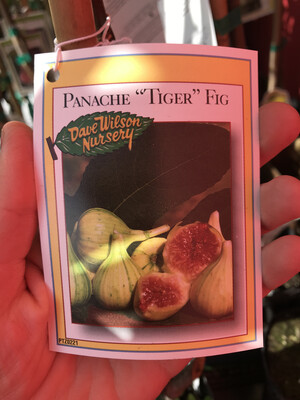 PANACHE "TIGER" FIG
Dave Wilson
Nursery